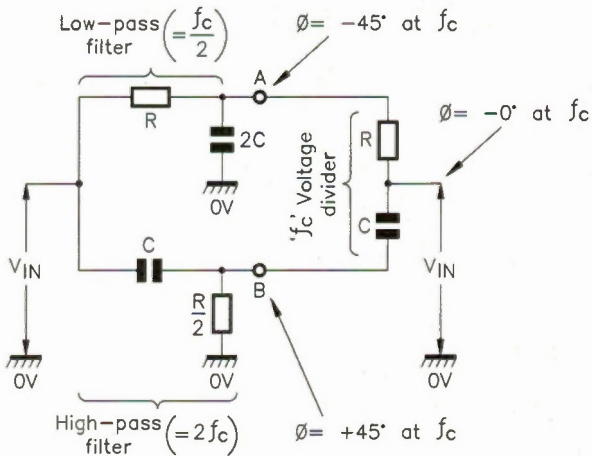 Low-pass filter (= fc/2)
Ø= -45° at fc
A
R
2C
0V
'fc' Voltage divider
R
C
Ø= -0° at fc
VIN
C
B
R/2
0V
VIN
0V
0V
High-pass filter (= 2fc)
Ø= +45° at fc